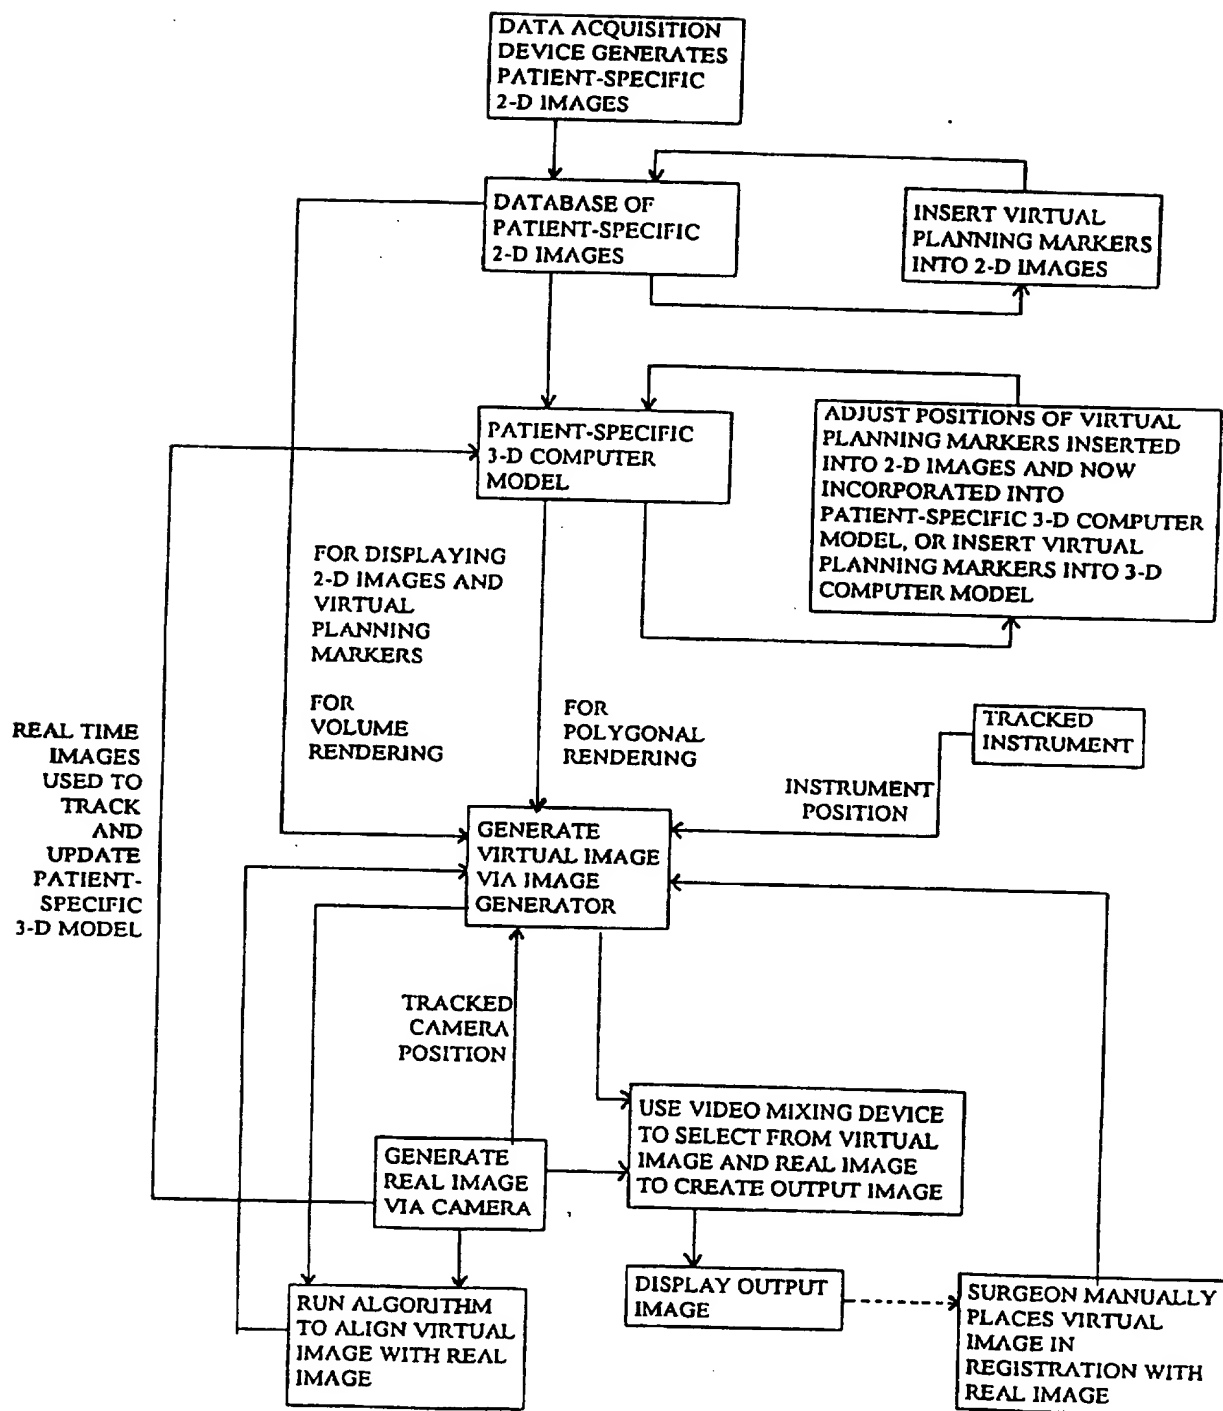 DATA ACQUISITION
DEVICE GENERATES
PATIENT-SPECIFIC
2-D IMAGES
DATABASE OF
PATIENT-SPECIFIC
2-D IMAGES
INSERT VIRTUAL
PLANNING MARKERS
INTO 2-D IMAGES
PATIENT-SPECIFIC
3-D COMPUTER
MODEL
ADJUST POSITIONS OF VIRTUAL
PLANNING MARKERS INSERTED
INTO 2-D IMAGES AND NOW
INCORPORATED INTO
PATIENT-SPECIFIC 3-D COMPUTER
MODEL, OR INSERT VIRTUAL
PLANNING MARKERS INTO 3-D
COMPUTER MODEL
FOR DISPLAYING
2-D IMAGES AND
VIRTUAL
PLANNING
MARKERS
FOR
VOLUME
RENDERING
FOR
POLYGONAL
RENDERING
TRACKED
INSTRUMENT
INSTRUMENT
POSITION
REAL TIME
IMAGES
USED TO
TRACK
AND
UPDATE
PATIENT-
SPECIFIC
3-D MODEL
GENERATE
VIRTUAL IMAGE
VIA IMAGE
GENERATOR
TRACKED
CAMERA
POSITION
USE VIDEO MIXING DEVICE
TO SELECT FROM VIRTUAL
IMAGE AND REAL IMAGE
TO CREATE OUTPUT IMAGE
GENERATE
REAL IMAGE
VIA CAMERA
DISPLAY OUTPUT
IMAGE
RUN ALGORITHM
TO ALIGN VIRTUAL
IMAGE WITH REAL
IMAGE
SURGEON MANUALLY
PLACES VIRTUAL
IMAGE IN
REGISTRATION WITH
REAL IMAGE